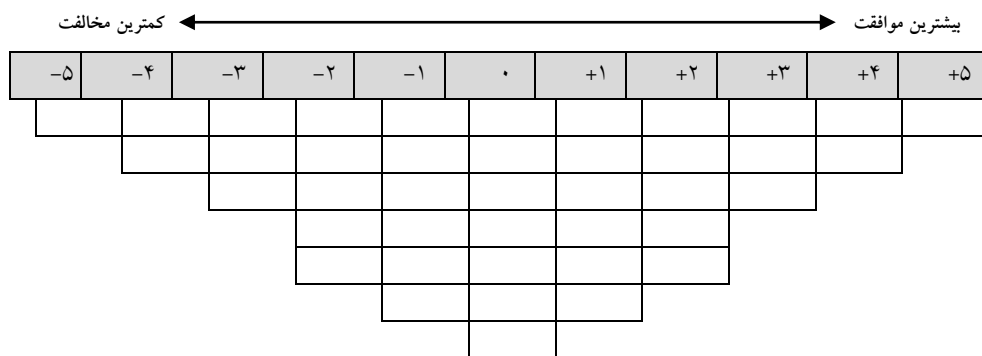 بیشترین موافقت کمترین مخالفت
−۵ −۴ −۳ −۲ −۱ ۰ +۱ +۲ +۳ +۴ +۵